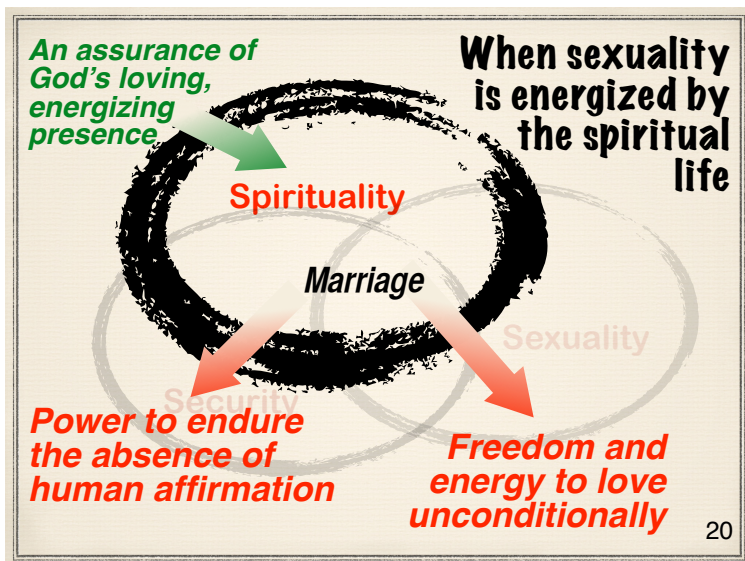 An assurance of
God's loving,
energizing
presence
When sexuality
is energized by
the spiritual
life
Spirituality
Marriage
Sexuality
Security
Power to endure
the absence of
human affirmation
Freedom and
energy to love
unconditionally
20